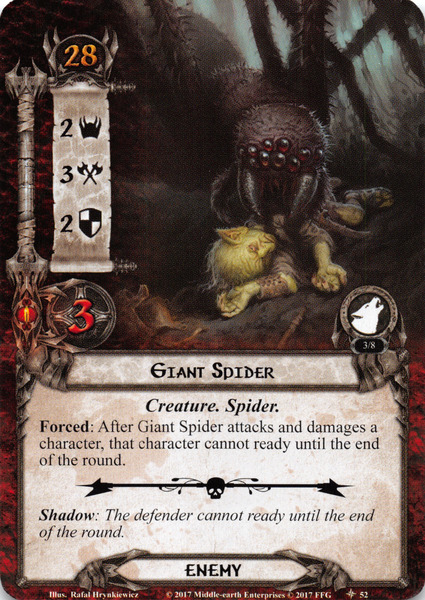 28
2
3
2
3
3/8
Giant Spider
Creature. Spider.
Forced: After Giant Spider attacks and damages a
character, that character cannot ready until the end
of the round.
Shadow: The defender cannot ready until the end
of the round.
ENEMY
Illus. Rafał Hrynkiewicz © 2017 Middle-earth Enterprises © 2017 FFG 52